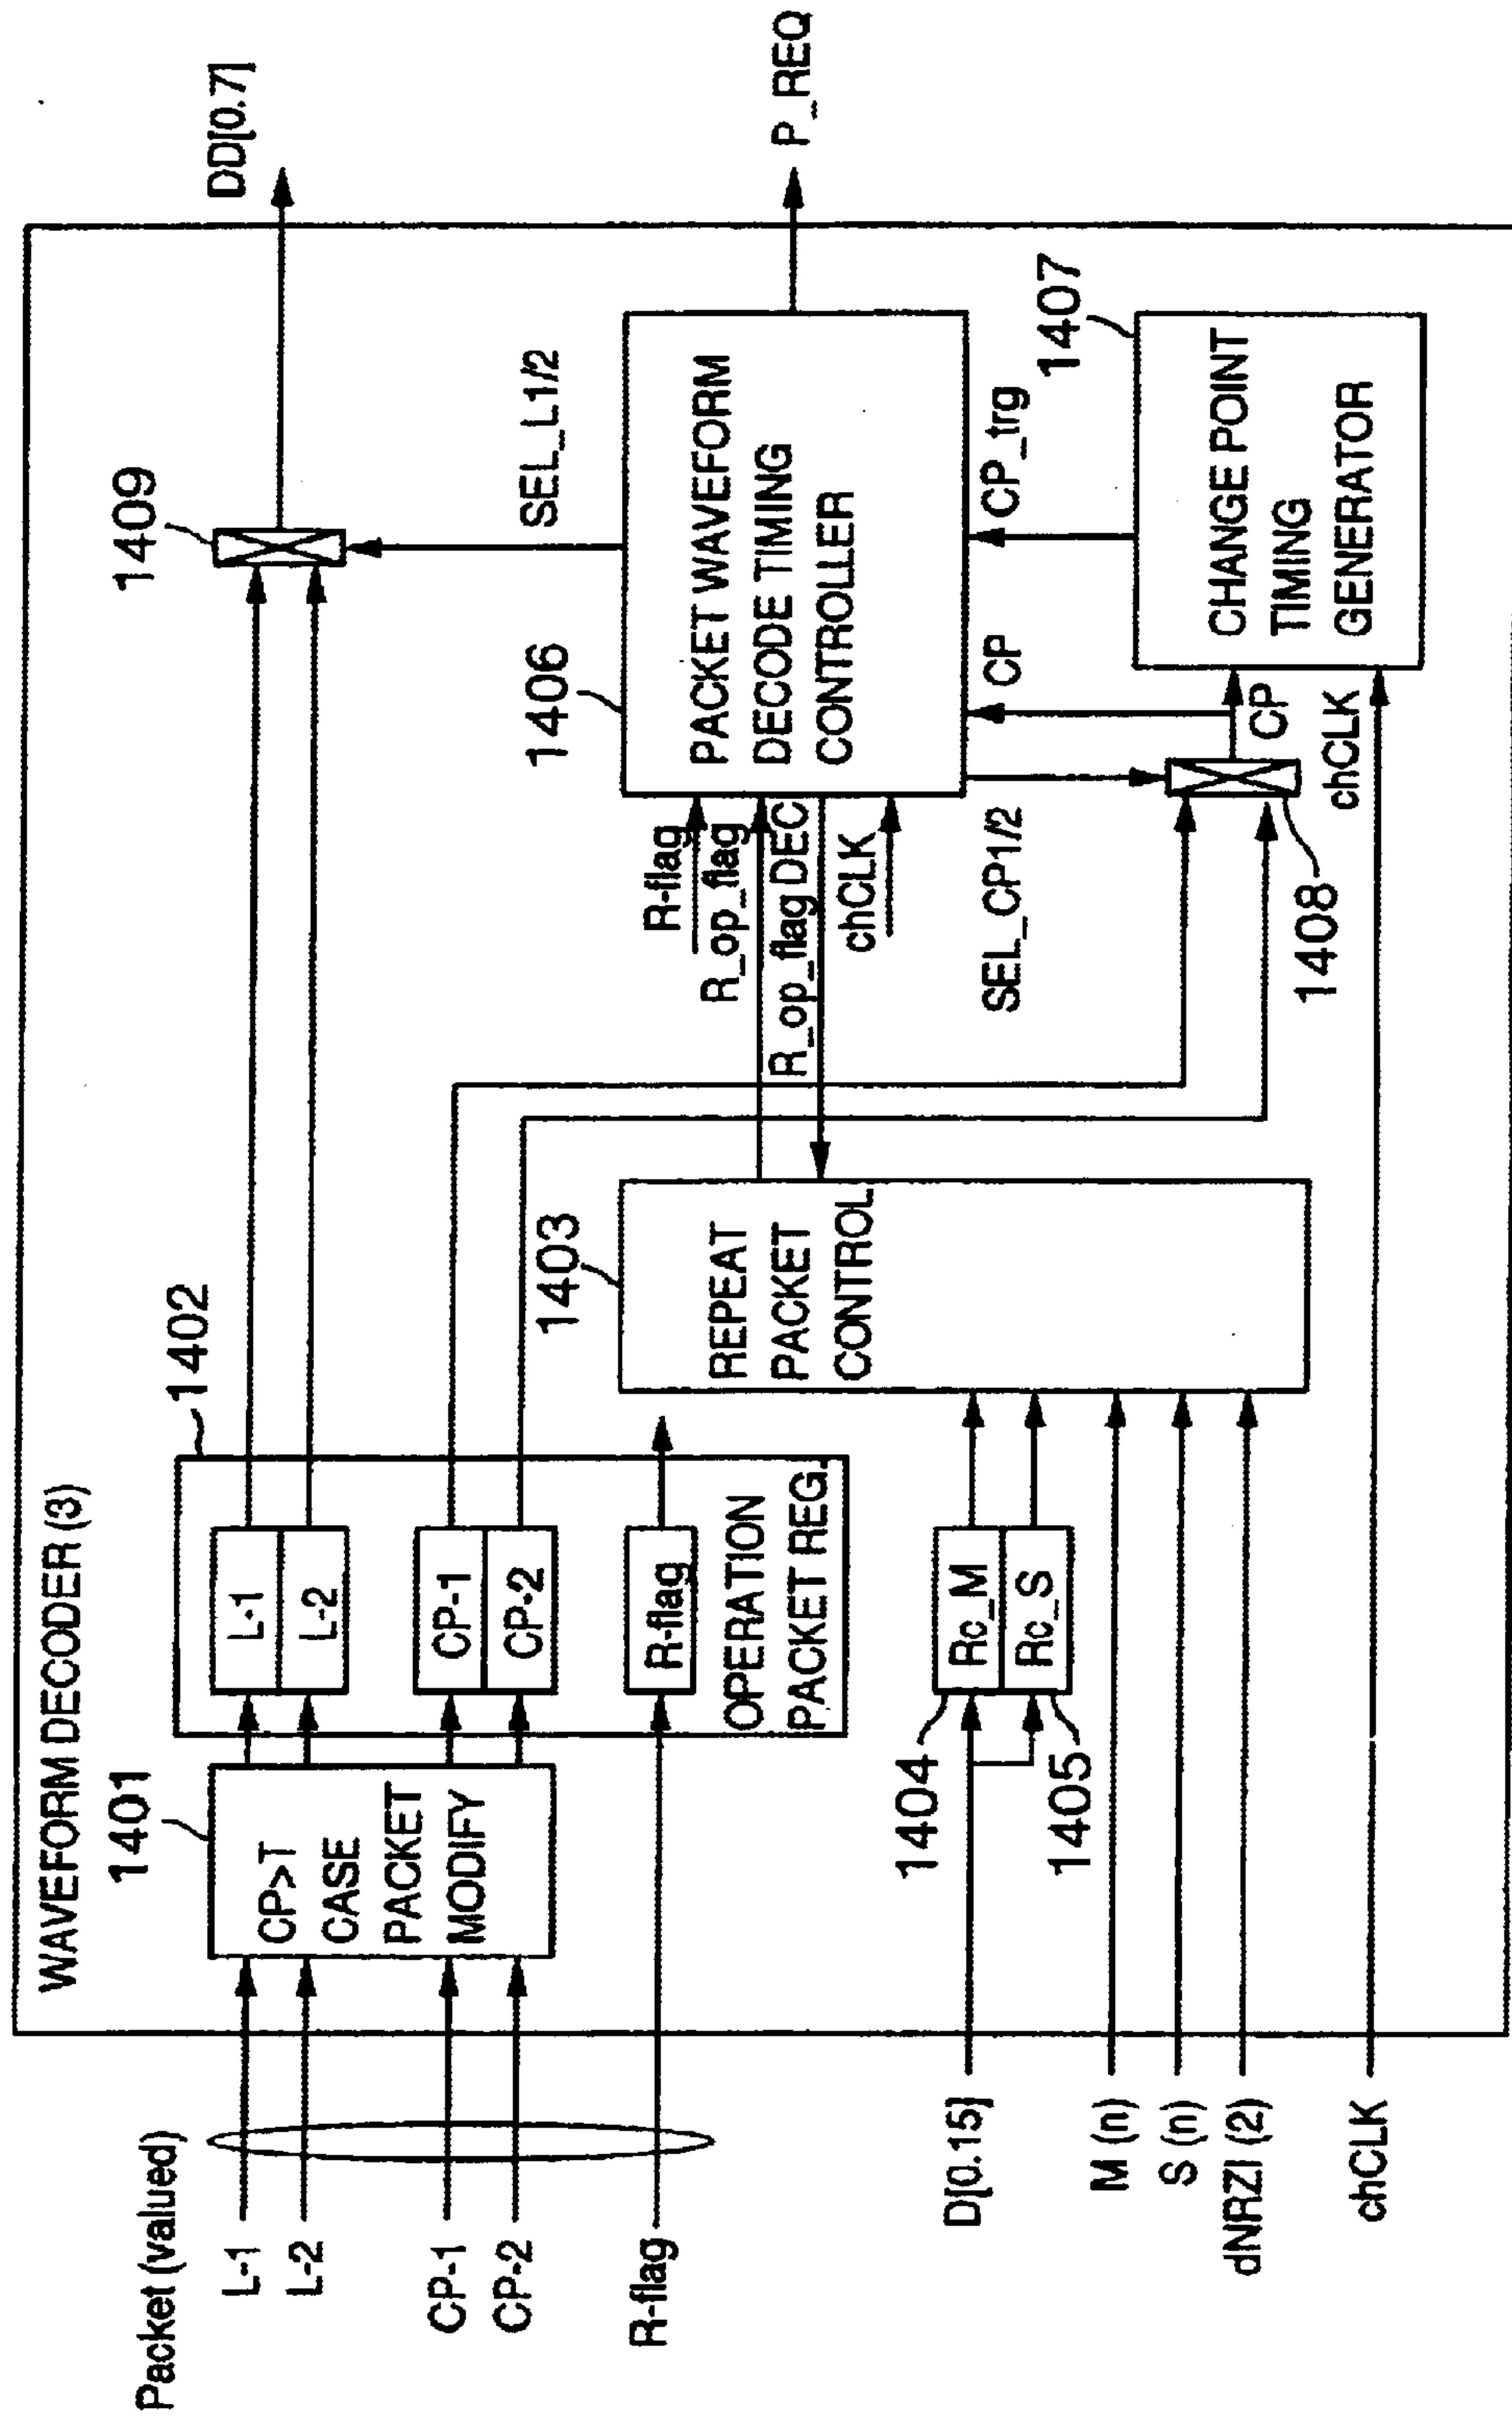 WAVEFORM DECODER (3)
Packet (valued)
L-1
L-2
CP-1
CP-2
R-flag
D[0.15]
M (n)
S (n)
dNRZI (2)
chCLK
1401
CP>T
CASE
PACKET
MODIFY
1402
L-1
L-2
CP-1
CP-2
R-flag
OPERATION
PACKET REG.
1404
Rc_M
Rc_S
1405
1403
REPEAT
PACKET
CONTROL
R-flag
R_op_flag
R_op_flag DEC
chCLK
SEL_CP1/2
1406
PACKET WAVEFORM
DECODE TIMING
CONTROLLER
1409
SEL_L1/2
CP
CP_trg
1408
CP
chCLK
1407
CHANGE POINT
TIMING
GENERATOR
DD[0.7]
P_REQ